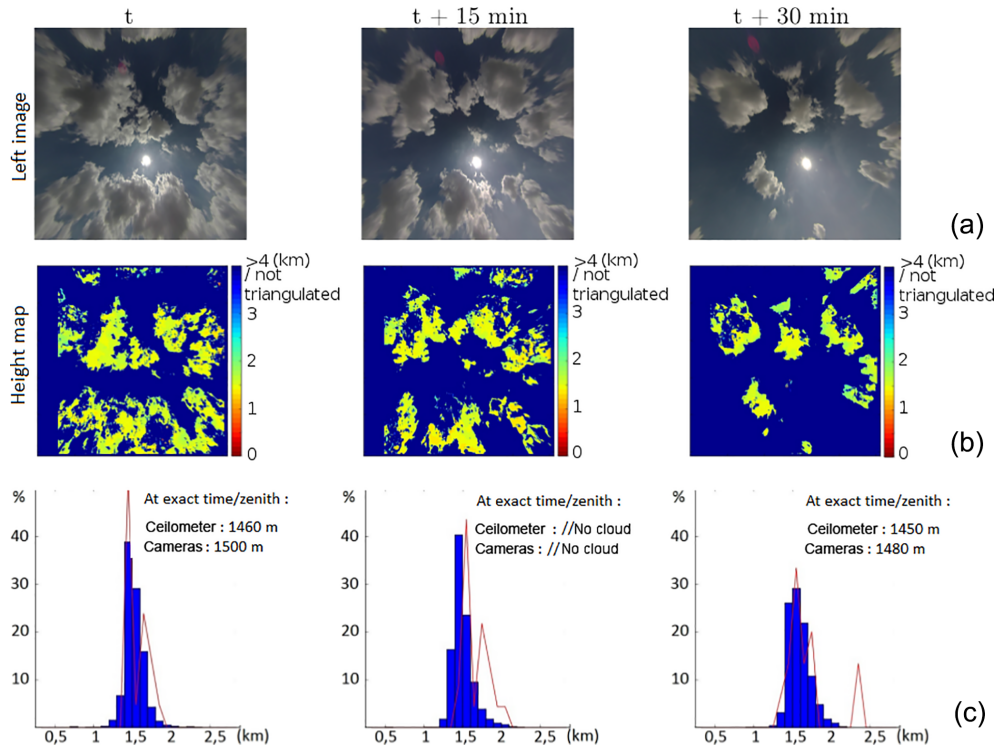 t
t + 15 min
t + 30 min
Left image
(a)
>4 (km)
/ not
triangulated
3
2
1
0
>4 (km)
/ not
triangulated
3
2
1
0
>4 (km)
/ not
triangulated
3
2
1
0
Height map
(b)
%
40
30
20
10
At exact time/zenith :
Ceilometer : 1460 m
Cameras : 1500 m
0,5
1
1,5
2
2,5
(km)
%
40
30
20
10
At exact time/zenith :
Ceilometer : //No cloud
Cameras : //No cloud
0,5
1
1,5
2
2,5
(km)
%
40
30
20
10
At exact time/zenith :
Ceilometer : 1450 m
Cameras : 1480 m
0,5
1
1,5
2
2,5
(km)
(c)